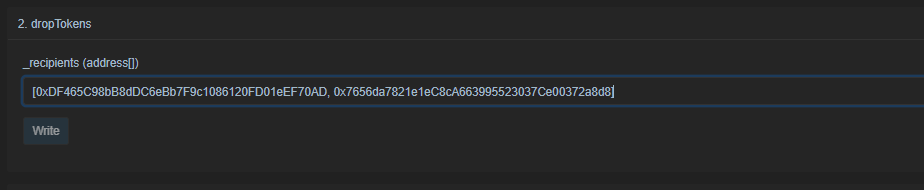 2. dropTokens
_recipients (address[])
[0xDF465C98bB8dDC6eBb7F9c1086120FD01eEF70AD, 0x7656da7821e1eC8cA663995523037Ce00372a8d8]
Write